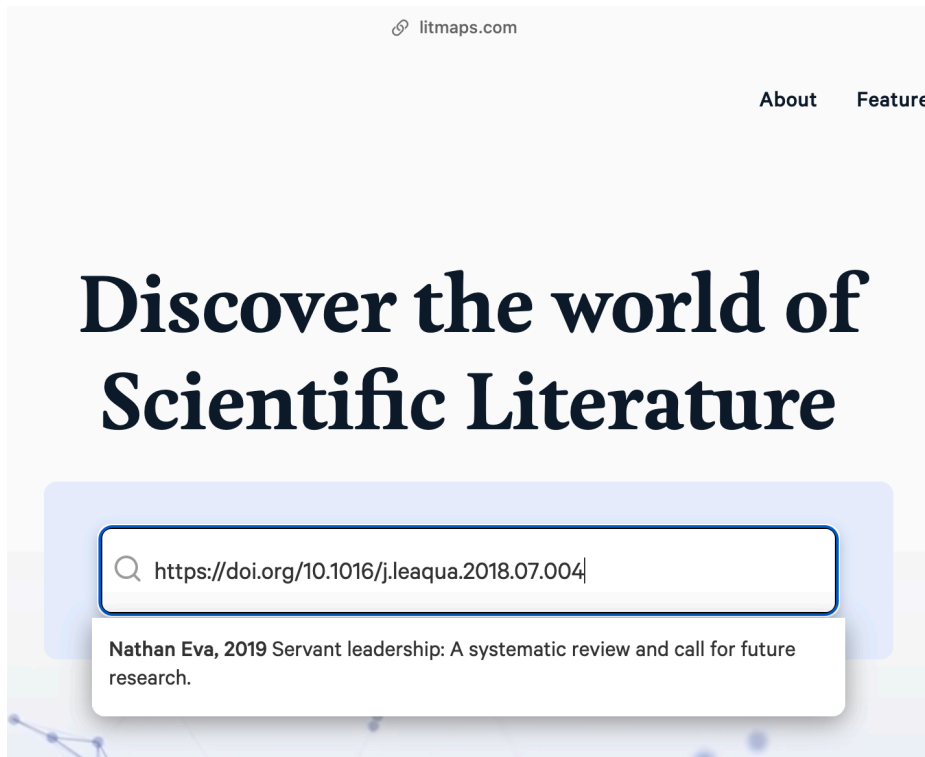 litmaps.com
About Feature
Discover the world of
Scientific Literature
https://doi.org/10.1016/j.leaqua.2018.07.004
Nathan Eva, 2019 Servant leadership: A systematic review and call for future
research.